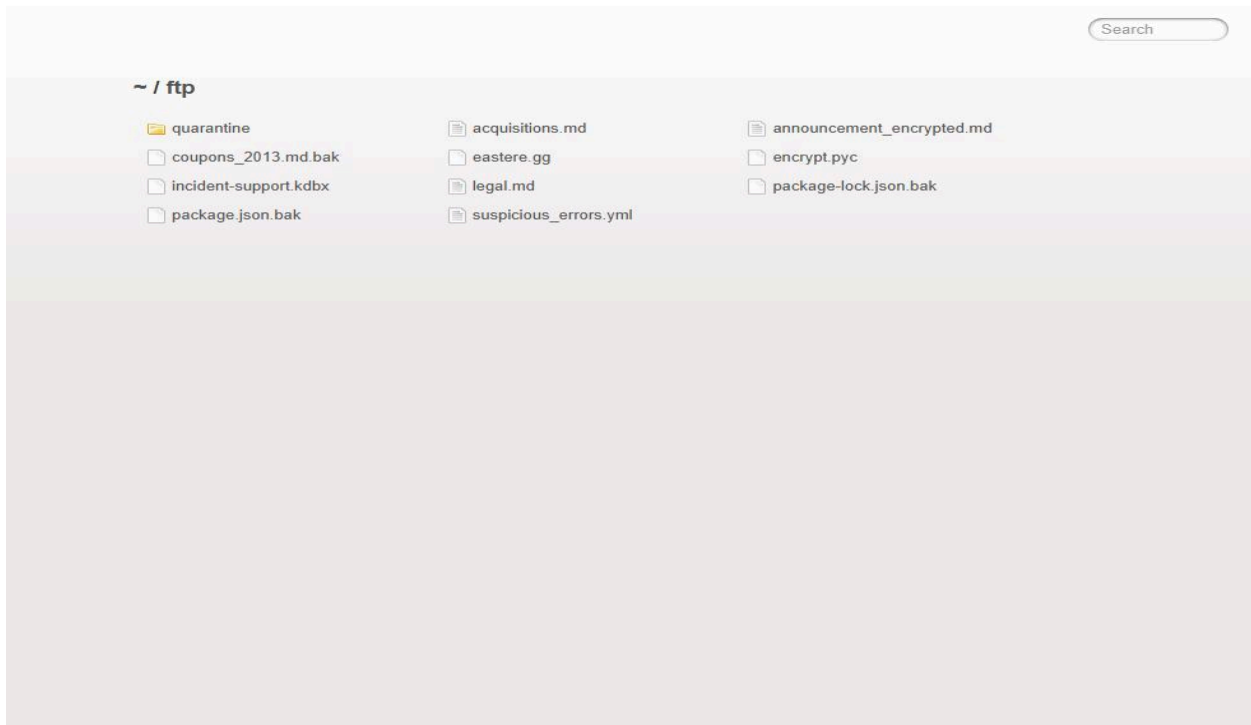 Search
~ / ftp
quarantine acquisitions.md announcement_encrypted.md
coupons_2013.md.bak eastere.gg encrypt.pyc
incident-support.kdbx legal.md package-lock.json.bak
package.json.bak suspicious_errors.yml